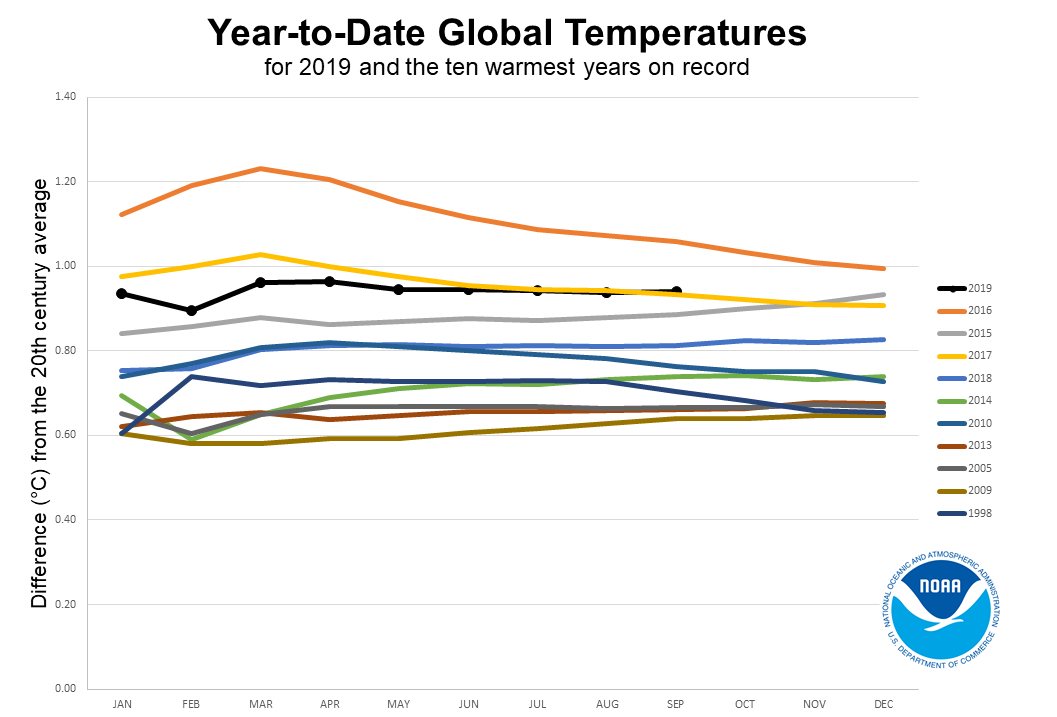 Year-to-Date Global Temperatures
for 2019 and the ten warmest years on record
Difference (°C) from the 20th century average
1.40
1.20
1.00
0.80
0.60
0.40
0.20
0.00
JAN FEB MAR APR MAY JUN JUL AUG SEP OCT NOV DEC
2019
2016
2015
2017
2018
2014
2010
2013
2005
2009
1998
NATIONAL OCEANIC AND ATMOSPHERIC ADMINISTRATION
NOAA
U.S. DEPARTMENT OF COMMERCE